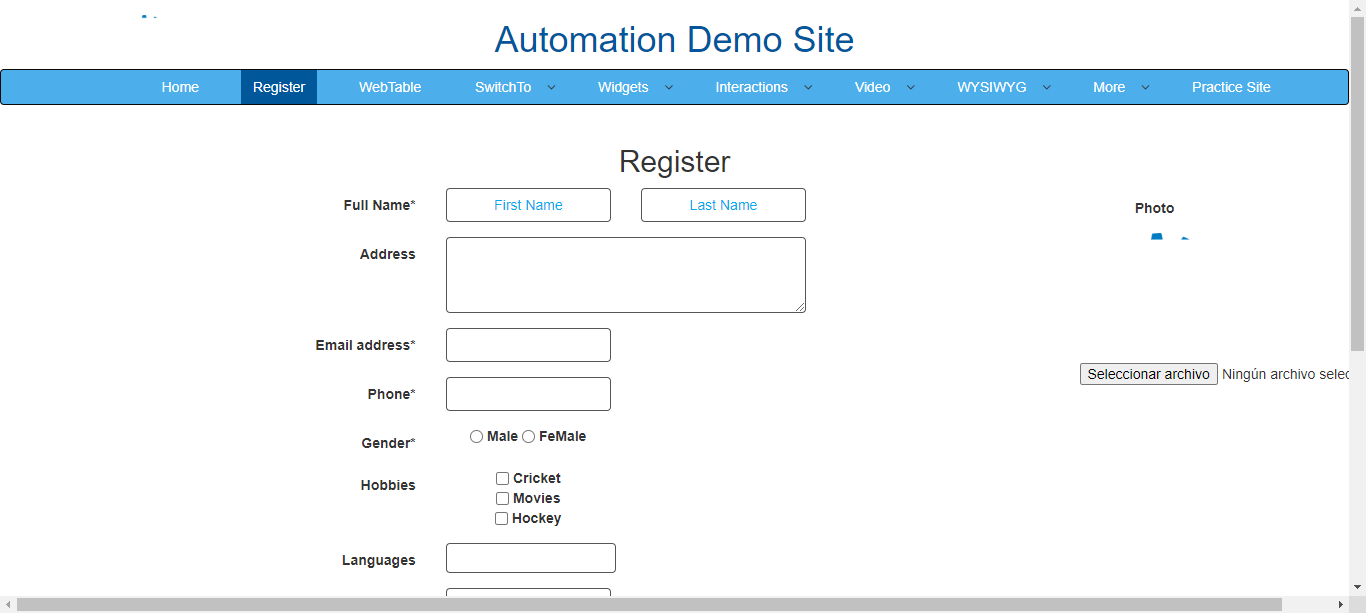 Automation Demo Site
Home Register WebTable SwitchTo Widgets Interactions Video WYSIWYG More Practice Site
Register
Full Name* First Name Last Name
Photo
Address
Email address*
Seleccionar archivo Ningún archivo selec
Phone*
Gender* Male FeMale
Hobbies Cricket
Movies
Hockey
Languages